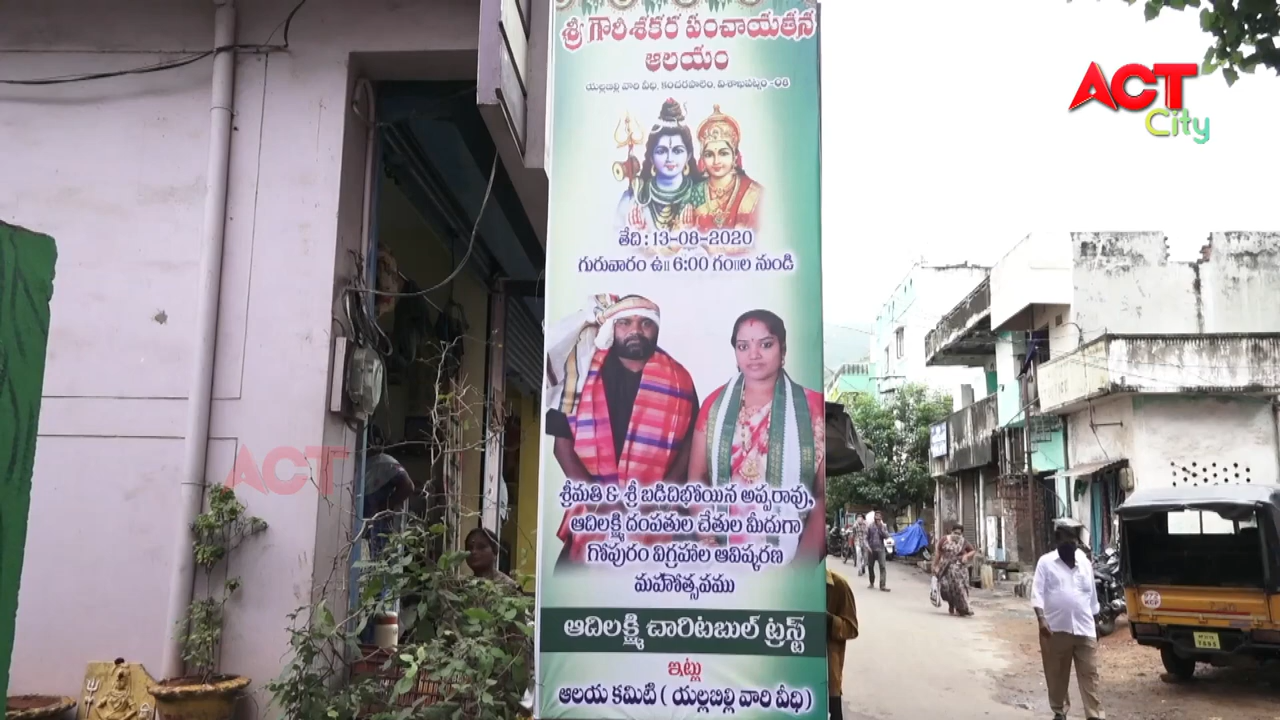 శ్రీ గౌరీశకర పంచాయతన
ఆలయం
యల్లబిల్లి వారి వీధి, కంచరపాలెం, విశాఖపట్నం -08
తేది : 13-08-2020
గురువారం ఉ॥ 6:00 గం॥ల నుండి
శ్రీమతి & శ్రీ బడిదిభోయిన అప్పరావు,
ఆదిలక్ష్మి దంపతుల చేతుల మీదుగా
గోపురం విగ్రహాల ఆవిష్కరణ
మహోత్సవము
ఆదిలక్ష్మి చారిటబుల్ ట్రస్ట్
ఇట్లు
ఆలయ కమిటి ( యల్లబిల్లి వారి వీధి )
ACT
City
ACT